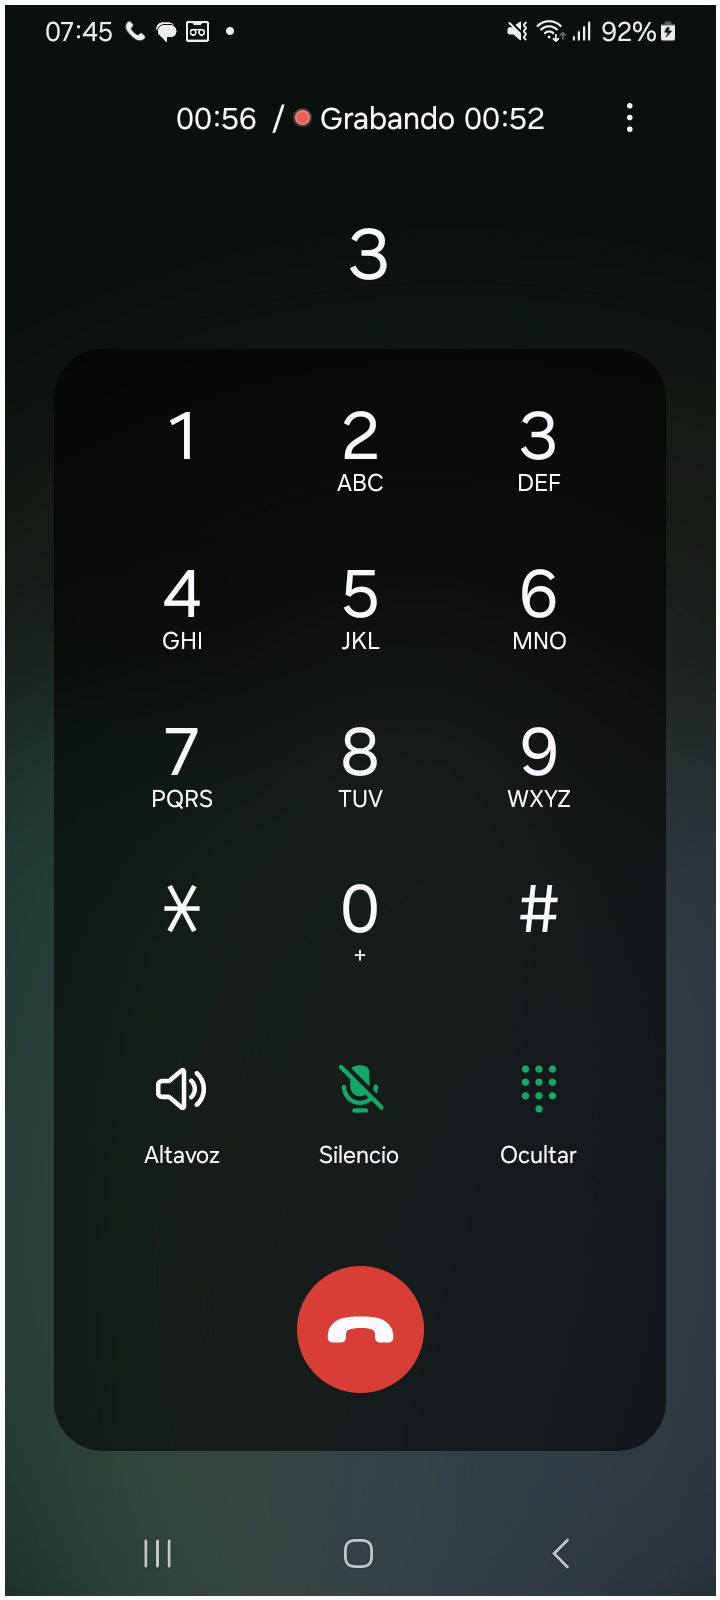 07:45 92%
00:56 / Grabando 00:52
3
1 2 3
ABC DEF
4 5 6
GHI JKL MNO
7 8 9
PQRS TUV WXYZ
* 0 #
+
Altavoz Silencio Ocultar